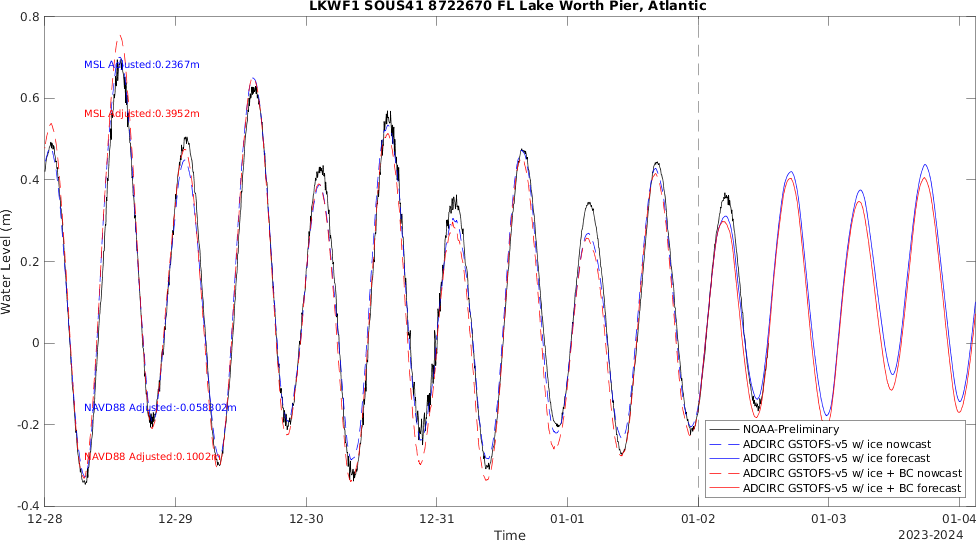 LKWF1 SOUS41 8722670 FL Lake Worth Pier, Atlantic
0.8
0.6
0.4
0.2
0
-0.2
-0.4
Water Level (m)
MSL Adjusted:0.2367m
MSL Adjusted:0.3952m
NAVD88 Adjusted:-0.058302m
NAVD88 Adjusted:0.1002m
NOAA-Preliminary
ADCIRC GSTOFS-v5 w/ ice nowcast
ADCIRC GSTOFS-v5 w/ ice forecast
ADCIRC GSTOFS-v5 w/ ice + BC nowcast
ADCIRC GSTOFS-v5 w/ ice + BC forecast
12-28 12-29 12-30 12-31 01-01 01-02 01-03 01-04
Time
2023-2024